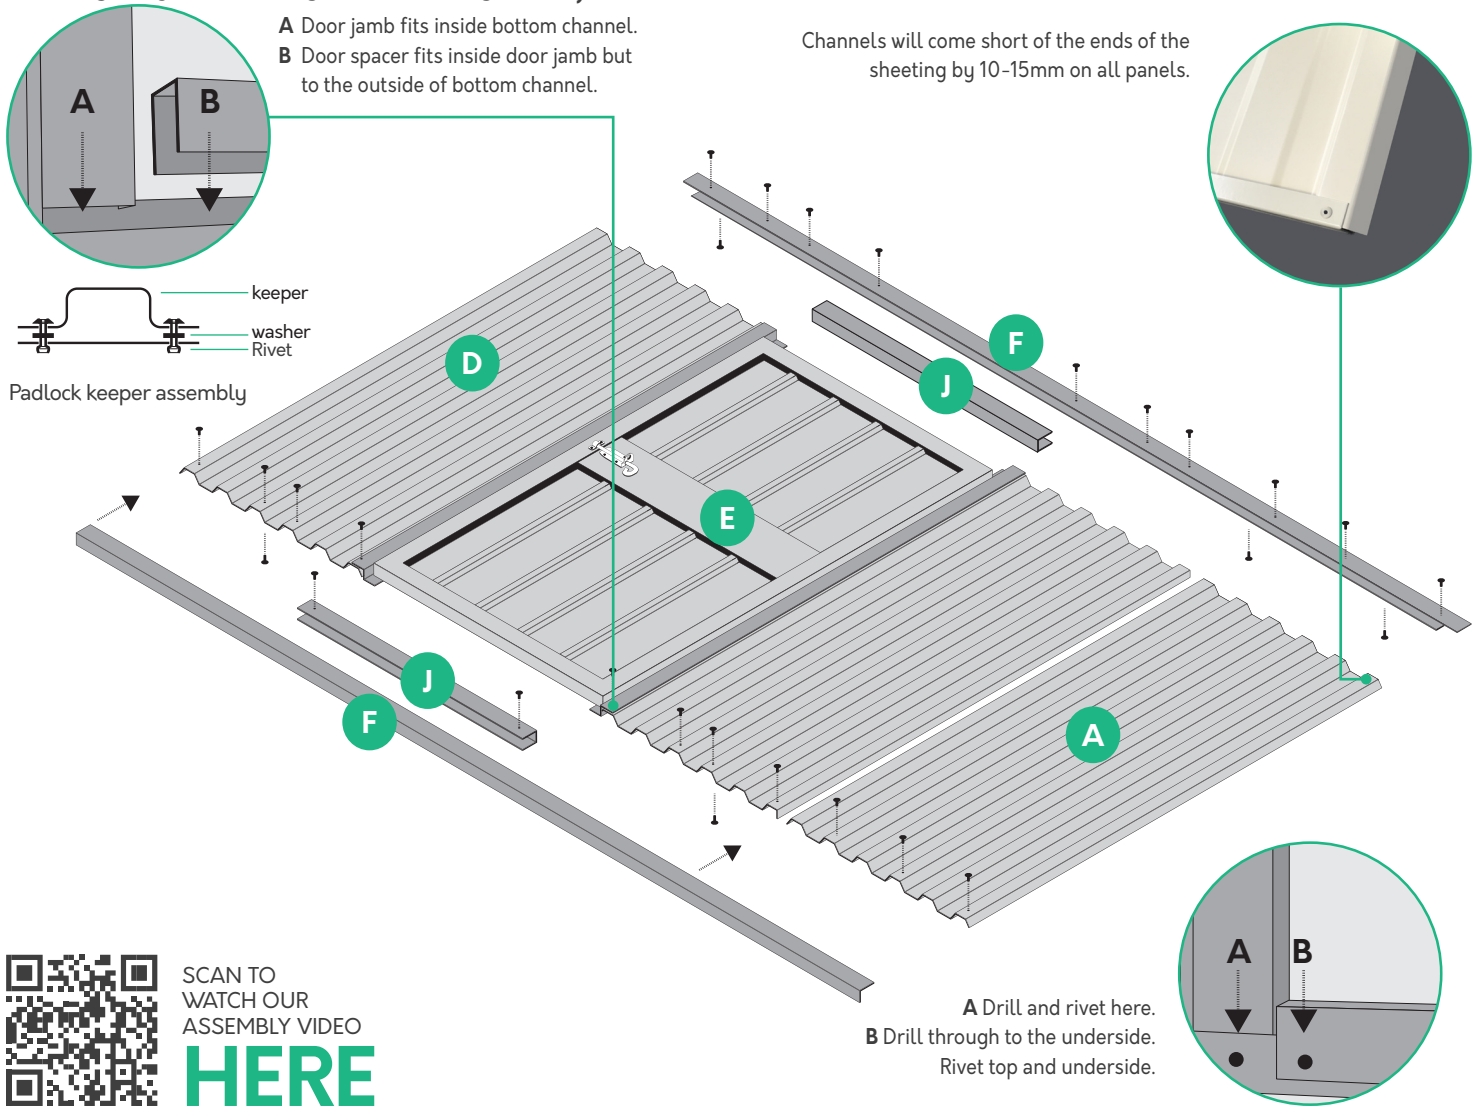 A Door jamb fits inside bottom channel.
B Door spacer fits inside door jamb but
to the outside of bottom channel.
Channels will come short of the ends of the
sheeting by 10-15mm on all panels.
A
B
keeper
washer
Rivet
Padlock keeper assembly
D
F
J
E
J
F
A
A
B
A Drill and rivet here.
B Drill through to the underside.
Rivet top and underside.
SCAN TO
WATCH OUR
ASSEMBLY VIDEO
HERE